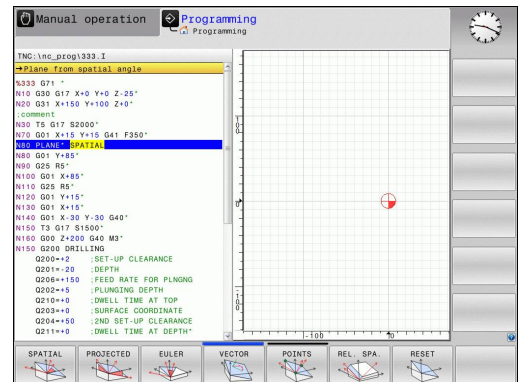 Manual operation
Programming
Programming
TNC:\nc_prog\333.I
→Plane from spatial angle
%333 G71 *
N10 G30 G17 X+0 Y+0 Z-25*
N20 G31 X+150 Y+100 Z+0*
;comment
N30 T5 G17 S2000*
N70 G01 X+15 Y+15 G41 F350*
N80 PLANE* SPATIAL
N80 G01 Y+85*
N90 G25 R5*
N100 G01 X+85*
N110 G25 R5*
N120 G01 Y+15*
N130 G01 X+15*
N140 G01 X-30 Y-30 G40*
N150 T3 G17 S1500*
N160 G00 Z+200 G40 M3*
N150 G200 DRILLING
Q200=+2 ;SET-UP CLEARANCE
Q201=-20 ;DEPTH
Q206=+150 ;FEED RATE FOR PLNGNG
Q202=+5 ;PLUNGING DEPTH
Q210=+0 ;DWELL TIME AT TOP
Q203=+0 ;SURFACE COORDINATE
Q204=+50 ;2ND SET-UP CLEARANCE
Q211=+0 ;DWELL TIME AT DEPTH*
-100
SPATIAL PROJECTED EULER VECTOR POINTS REL. SPA. RESET